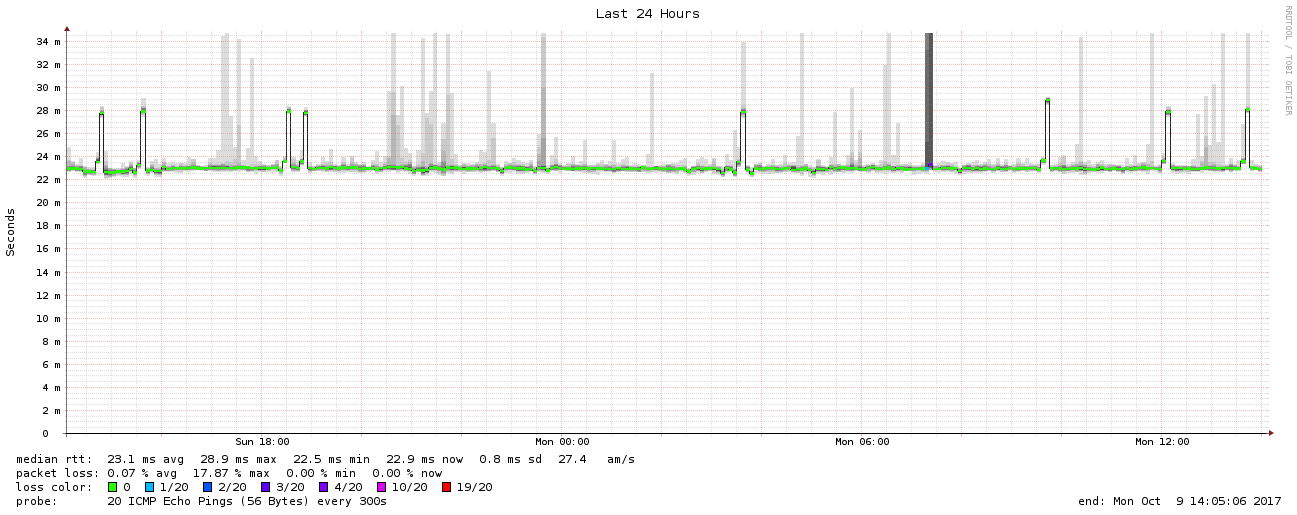 Last 24 Hours
RRDTOOL / TOBI OETIKER
Seconds
34 m
32 m
30 m
28 m
26 m
24 m
22 m
20 m
18 m
16 m
14 m
12 m
10 m
8 m
6 m
4 m
2 m
0
Sun 18:00 Mon 00:00 Mon 06:00 Mon 12:00
median rtt: 23.1 ms avg 28.9 ms max 22.5 ms min 22.9 ms now 0.8 ms sd 27.4 am/s
packet loss: 0.07 % avg 17.87 % max 0.00 % min 0.00 % now
loss color: 0 1/20 2/20 3/20 4/20 10/20 19/20
probe: 20 ICMP Echo Pings (56 Bytes) every 300s end: Mon Oct 9 14:05:06 2017